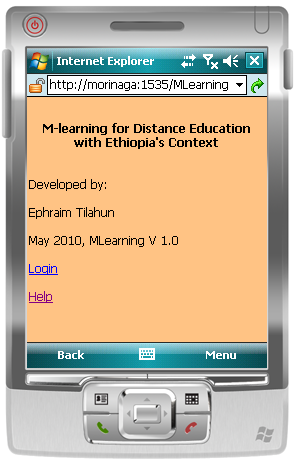 Internet Explorer
http://morinaga:1535/MLearning
M-learning for Distance Education
with Ethiopia's Context
Developed by:
Ephraim Tilahun
May 2010, MLearning V 1.0
Login
Help
Back Menu